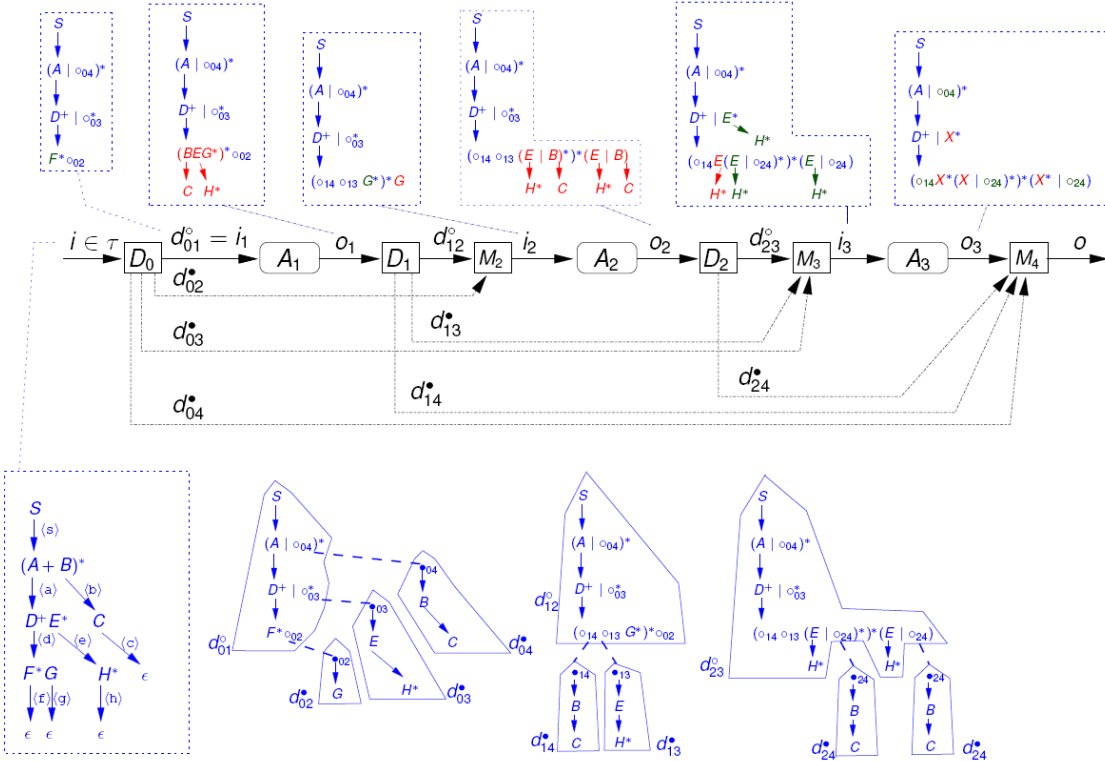 S
(A | ○₀₄)*
D⁺ | ○*₀₃
F*○₀₂
S
(A | ○₀₄)*
D⁺ | ○*₀₃
(BEG*)*○₀₂
C H*
S
(A | ○₀₄)*
D⁺ | ○*₀₃
(○₁₄ ○₁₃ G*)*G
S
(A | ○₀₄)*
D⁺ | ○*₀₃
(○₁₄ ○₁₃ (E | B)*)*(E | B)
H* C H* C
S
(A | ○₀₄)*
D⁺ | E*
H*
(○₁₄E(E | ○₂₄)*)*(E | ○₂₄)
H* H* H*
S
(A | ○₀₄)*
D⁺ | X*
(○₁₄X*(X | ○₂₄)*)*(X* | ○₂₄)
i ∈ τ d°₀₁ = i₁ o₁ d°₁₂ i₂ o₂ d°₂₃ i₃ o₃ o
D₀ A₁ D₁ M₂ A₂ D₂ M₃ A₃ M₄
d•₀₂
d•₁₃
d•₀₃
d•₂₄
d•₀₄ d•₁₄
S
⟨s⟩
(A + B)*
⟨a⟩ ⟨b⟩
D⁺E* C
⟨d⟩ ⟨e⟩ ⟨c⟩
F*G H* ϵ
⟨f⟩ ⟨g⟩ ⟨h⟩
ϵ ϵ ϵ
S
(A | ○₀₄)*
D⁺ | ○*₀₃
F*○₀₂
d°₀₁
•₀₂
G
d•₀₂
•₀₃
E
H*
d•₀₃
•₀₄
B
C
d•₀₄
S
(A | ○₀₄)*
D⁺ | ○*₀₃
d°₁₂
(○₁₄ ○₁₃ G*)*○₀₂
•₁₄
B
C
d•₁₄
•₁₃
E
H*
d•₁₃
S
(A | ○₀₄)*
D⁺ | ○*₀₃
(○₁₄ ○₁₃ (E | ○₂₄)*)*(E | ○₂₄)
d°₂₃
H* H*
•₂₄
B
C
d•₂₄
•₂₄
B
C
d•₂₄